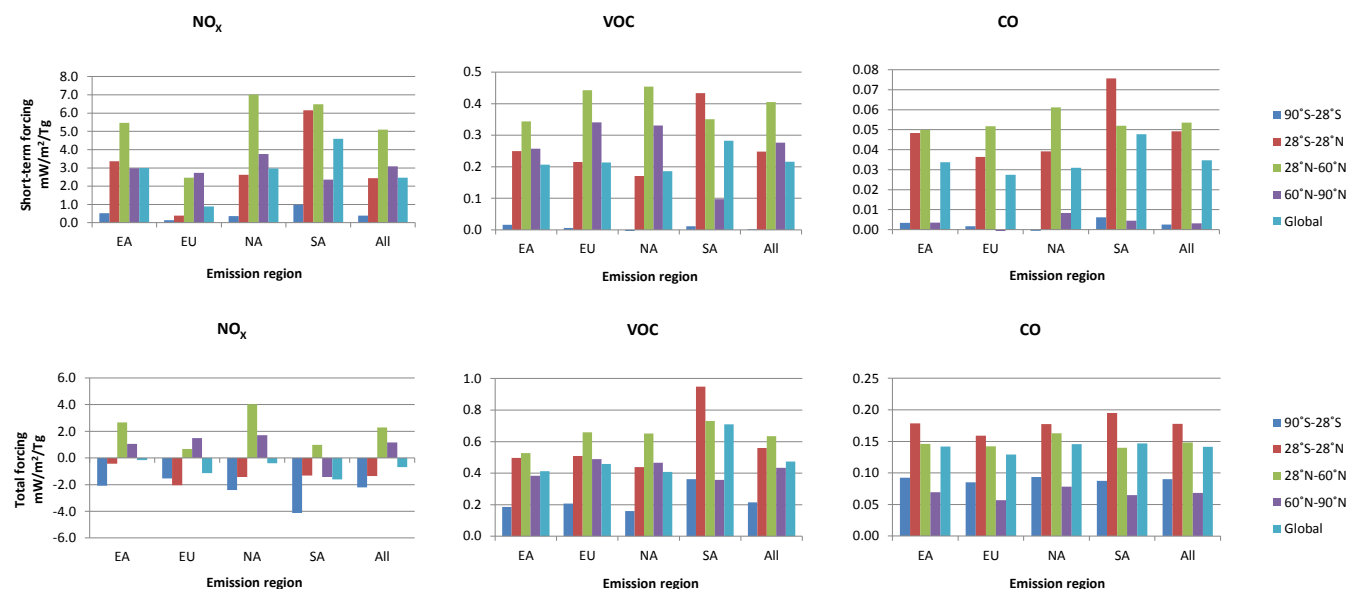 NOX
VOC
CO
Short-term forcing
mW/m²/Tg
8.0
7.0
6.0
5.0
4.0
3.0
2.0
1.0
0.0
EA EU NA SA All
Emission region
0.5
0.4
0.3
0.2
0.1
0.0
EA EU NA SA All
Emission region
0.08
0.07
0.06
0.05
0.04
0.03
0.02
0.01
0.00
EA EU NA SA All
Emission region
90˚S-28˚S
28˚S-28˚N
28˚N-60˚N
60˚N-90˚N
Global
NOX
VOC
CO
Total forcing
mW/m²/Tg
6.0
4.0
2.0
0.0
-2.0
-4.0
-6.0
EA EU NA SA All
Emission region
1.0
0.8
0.6
0.4
0.2
0.0
EA EU NA SA All
Emission region
0.25
0.20
0.15
0.10
0.05
0.00
EA EU NA SA All
Emission region
90˚S-28˚S
28˚S-28˚N
28˚N-60˚N
60˚N-90˚N
Global